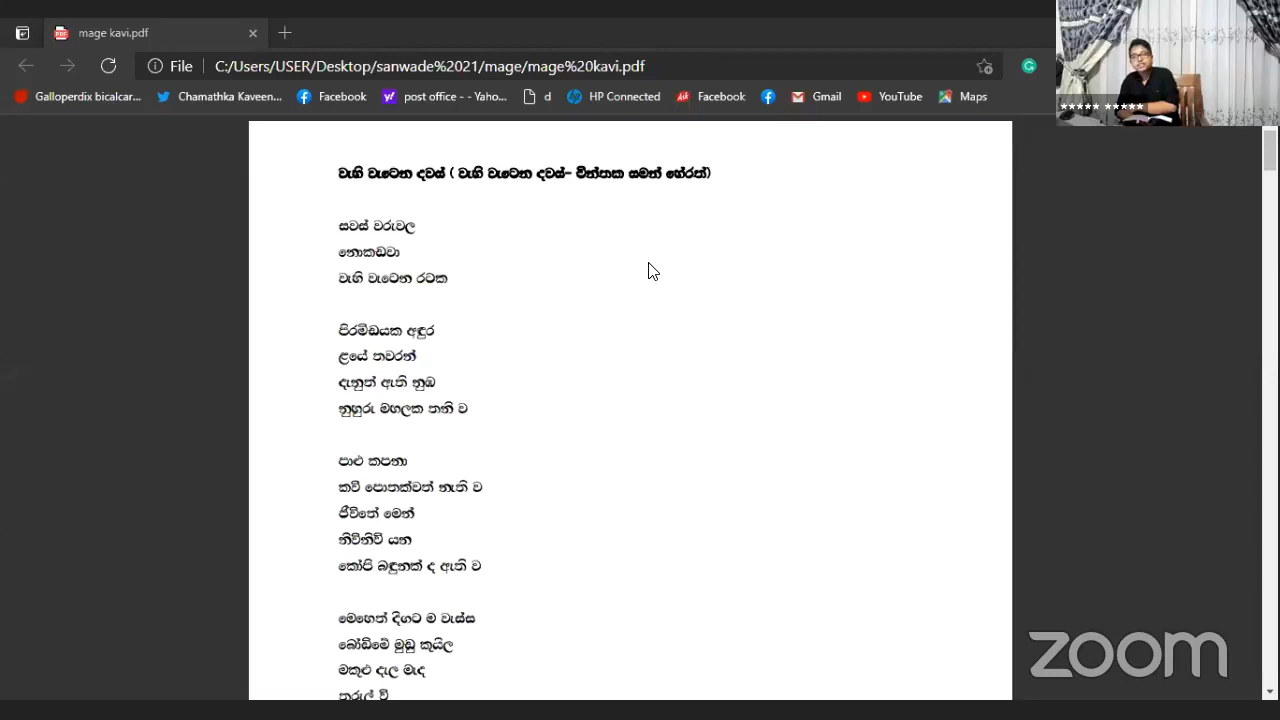 mage kavi.pdf
File C:/Users/USER/Desktop/sanwade%2021/mage/mage%20kavi.pdf
Galloperdix bicalcar... Chamathka Kaveen... Facebook post office - - Yaho... d HP Connected Facebook Gmail YouTube Maps
***** *****
වැහි වැටෙන දවස් ( වැහි වැටෙන දවස්- චින්තක සමන් හේරත්)
සවස් වරුවල
නොකඩවා
වැහි වැටෙන රටක
පිරමිඩයක අඳුර
ළයේ තවරන්
දැනුත් ඇති නුඹ
නුහුරු මහලක තනි ව
පාළු කපනා
කවි පොතක්වත් නැති ව
ජීවිතේ මෙන්
නිවිනිවී යන
කෝපි බඳුනක් ද ඇති ව
මෙහෙත් දිගට ම වැස්ස
බෝඩිමේ මුඩු කුයිල
මකුළු දැල මැද
තුරුල් වී
zoom